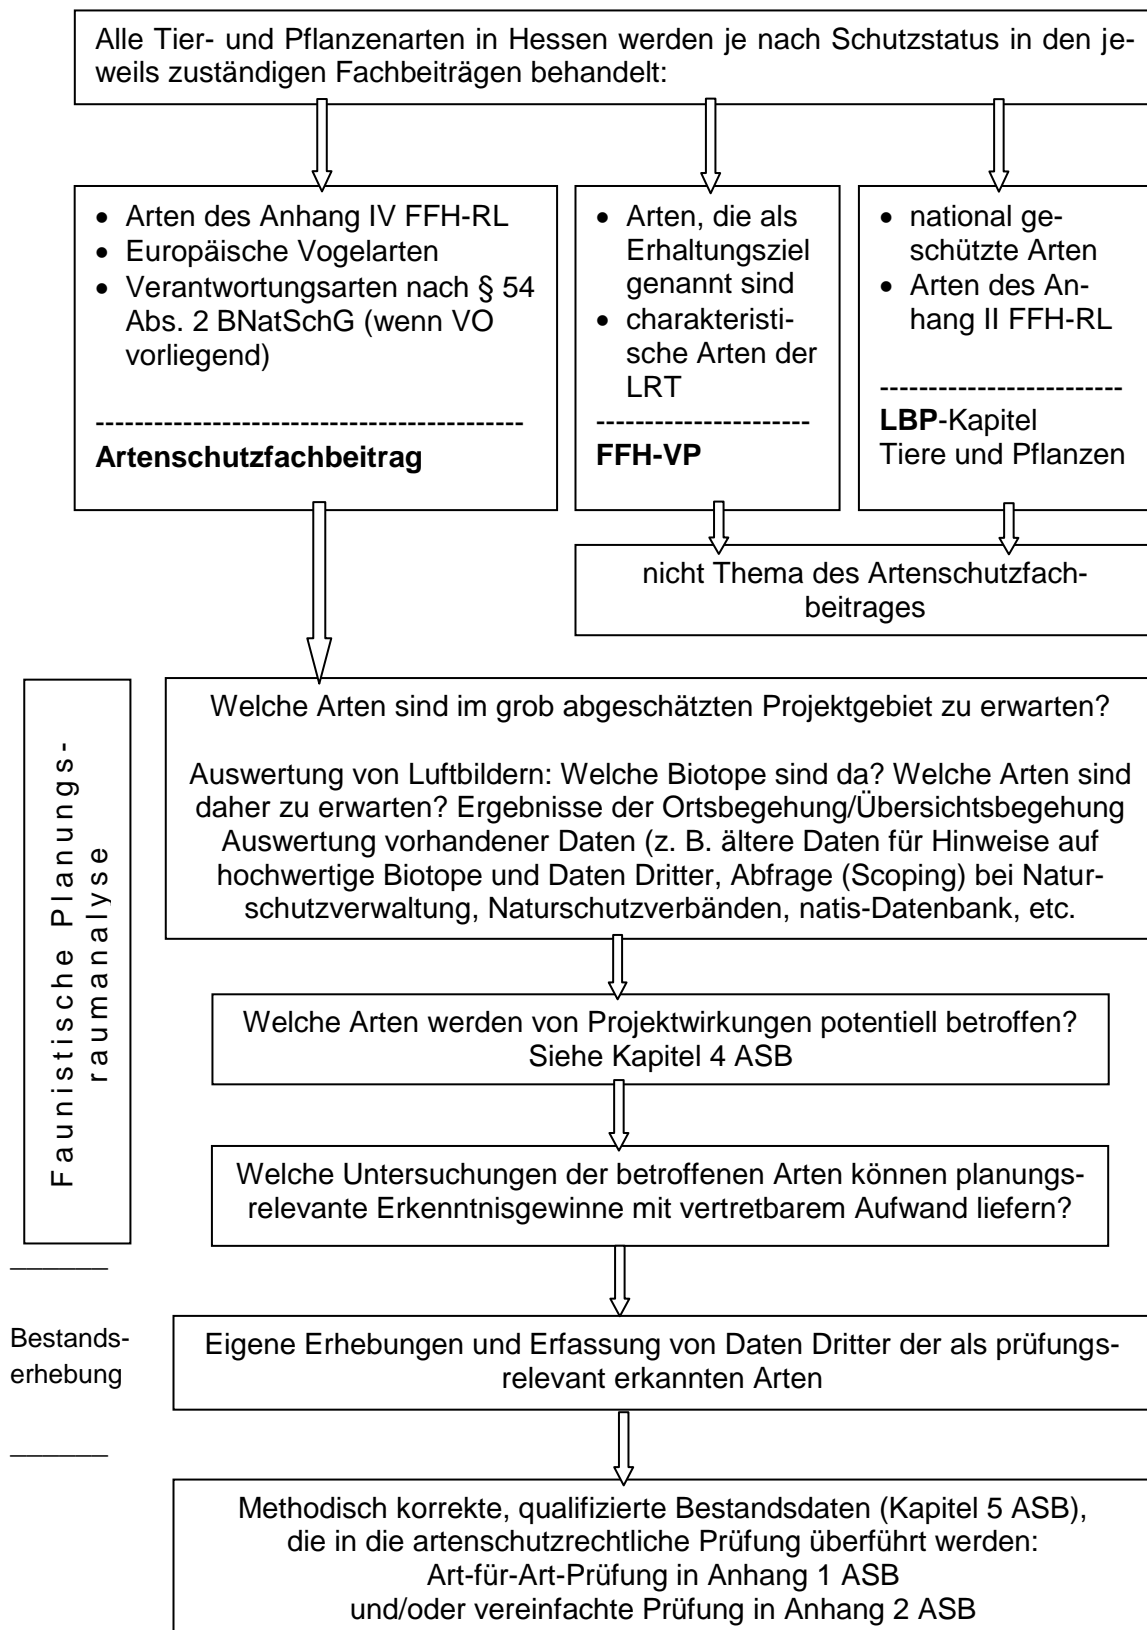 Alle Tier- und Pflanzenarten in Hessen werden je nach Schutzstatus in den je-
weils zuständigen Fachbeiträgen behandelt:
• Arten des Anhang IV FFH-RL
• Europäische Vogelarten
• Verantwortungsarten nach § 54
Abs. 2 BNatSchG (wenn VO
vorliegend)
--------------------------------------------
Artenschutzfachbeitrag
• Arten, die als
Erhaltungsziel
genannt sind
• charakteristi-
sche Arten der
LRT
----------------------
FFH-VP
• national ge-
schützte Arten
• Arten des An-
hang II FFH-RL
-------------------------
LBP-Kapitel
Tiere und Pflanzen
nicht Thema des Artenschutzfach-
beitrages
Faunistische Planungs-
raumanalyse
Welche Arten sind im grob abgeschätzten Projektgebiet zu erwarten?
Auswertung von Luftbildern: Welche Biotope sind da? Welche Arten sind
daher zu erwarten? Ergebnisse der Ortsbegehung/Übersichtsbegehung
Auswertung vorhandener Daten (z. B. ältere Daten für Hinweise auf
hochwertige Biotope und Daten Dritter, Abfrage (Scoping) bei Natur-
schutzverwaltung, Naturschutzverbänden, natis-Datenbank, etc.
Welche Arten werden von Projektwirkungen potentiell betroffen?
Siehe Kapitel 4 ASB
Welche Untersuchungen der betroffenen Arten können planungs-
relevante Erkenntnisgewinne mit vertretbarem Aufwand liefern?
______
Bestands-
erhebung
Eigene Erhebungen und Erfassung von Daten Dritter der als prüfungs-
relevant erkannten Arten
______
Methodisch korrekte, qualifizierte Bestandsdaten (Kapitel 5 ASB),
die in die artenschutzrechtliche Prüfung überführt werden:
Art-für-Art-Prüfung in Anhang 1 ASB
und/oder vereinfachte Prüfung in Anhang 2 ASB